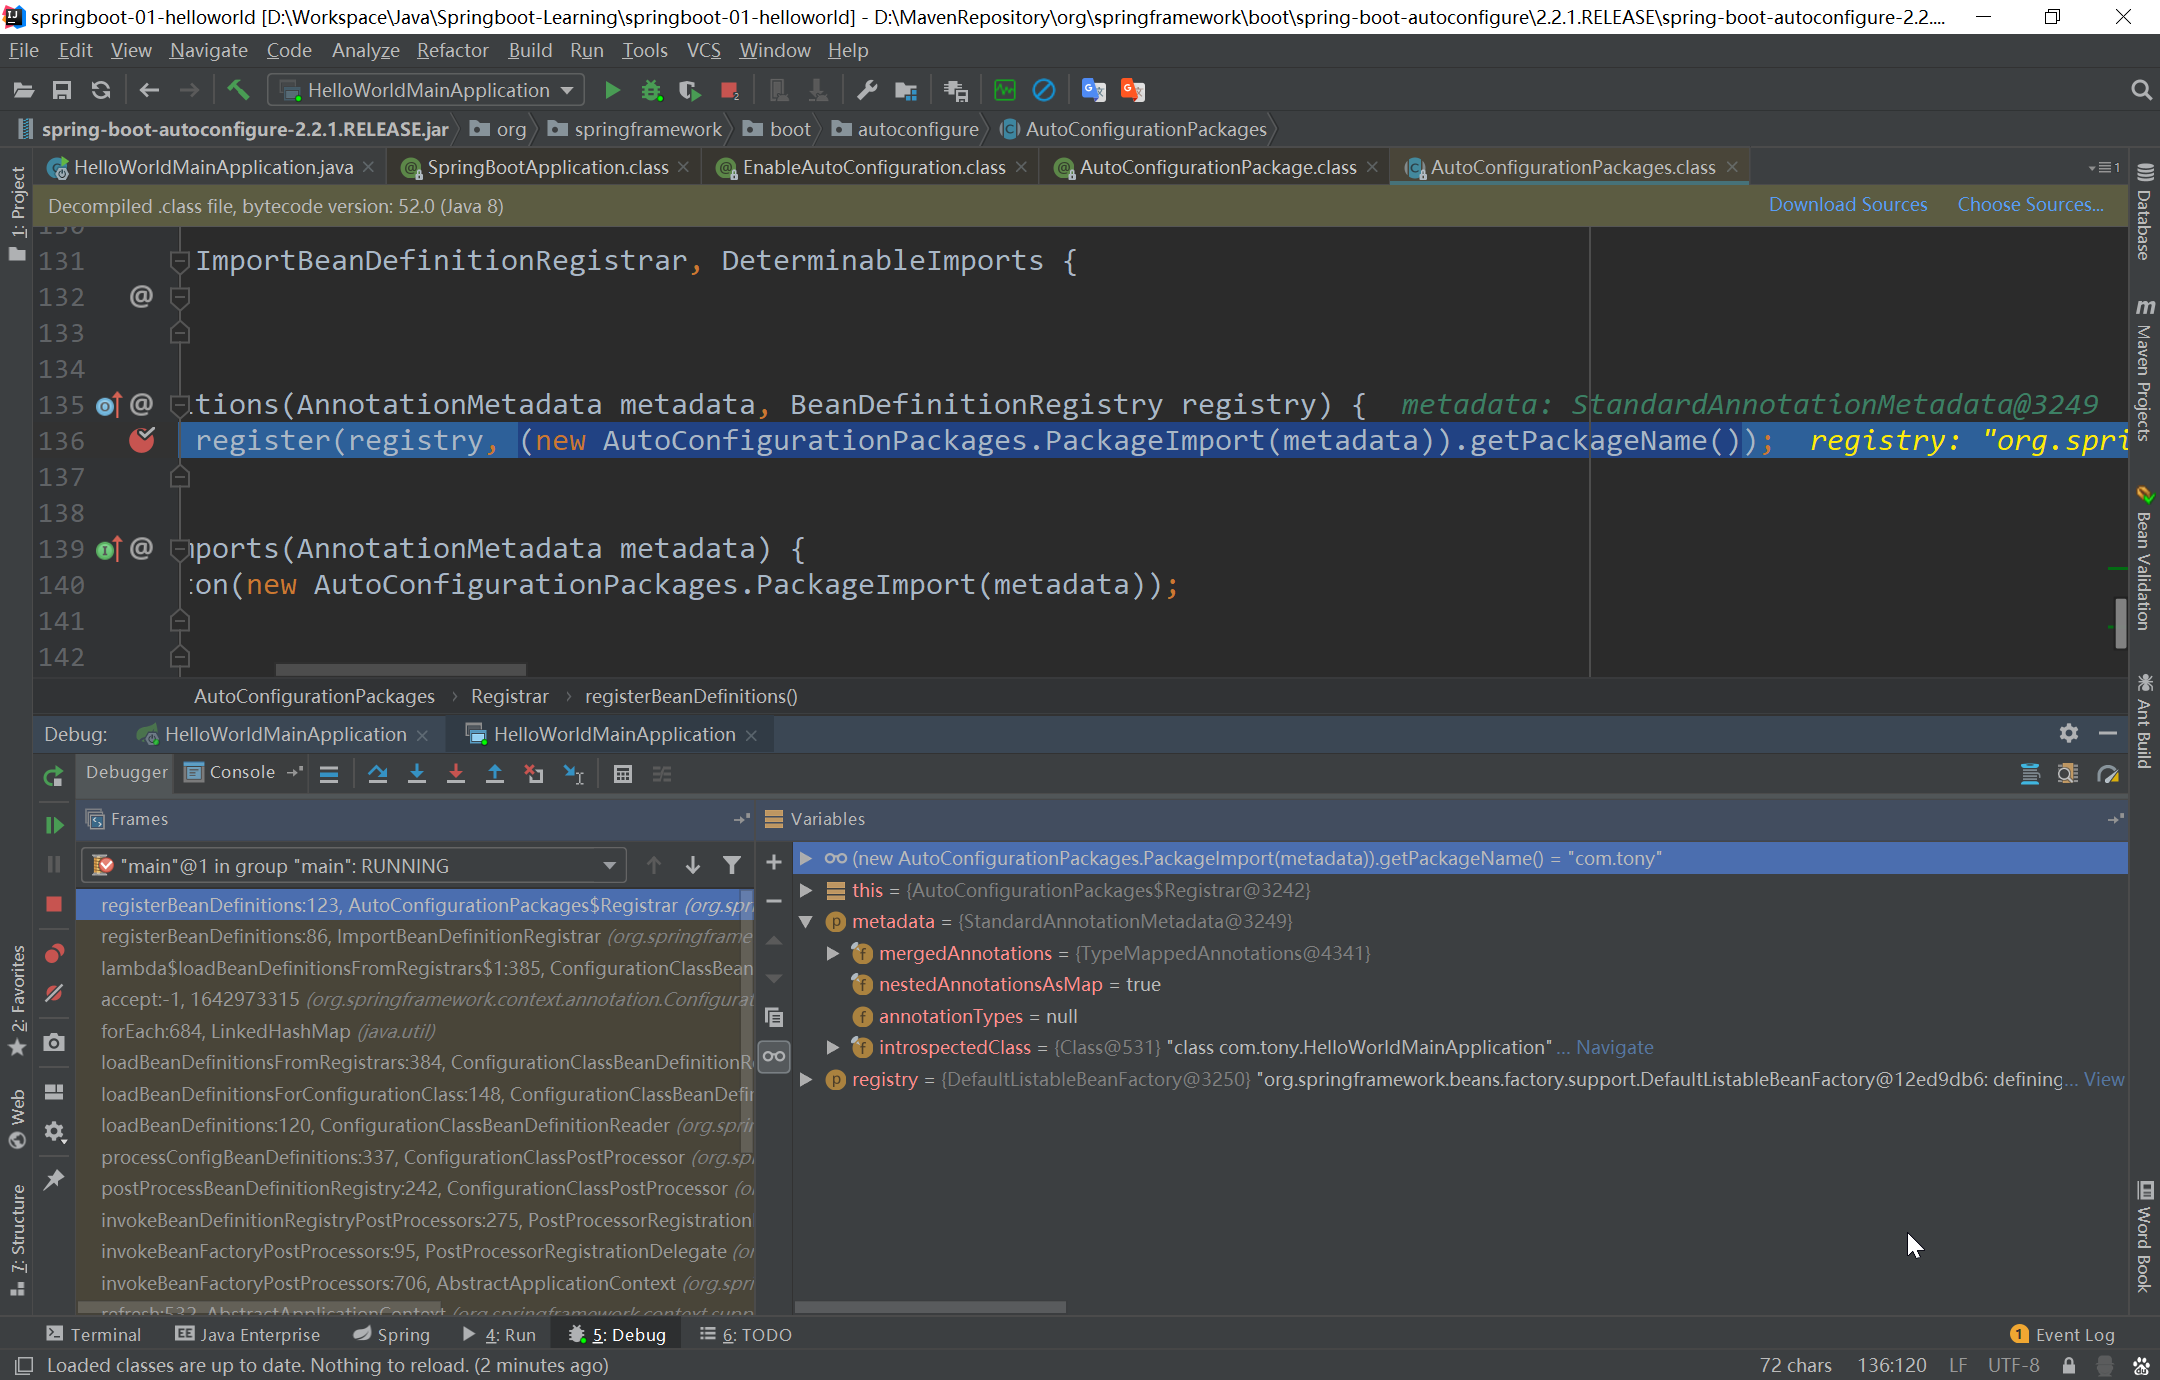 springboot-01-helloworld [D:\Workspace\Java\Springboot-Learning\springboot-01-helloworld] - D:\MavenRepository\org\springframework\boot\spring-boot-autoconfigure\2.2.1.RELEASE\spring-boot-autoconfigure-2.2....
File Edit View Navigate Code Analyze Refactor Build Run Tools VCS Window Help
HelloWorldMainApplication
spring-boot-autoconfigure-2.2.1.RELEASE.jar org springframework boot autoconfigure AutoConfigurationPackages
HelloWorldMainApplication.java SpringBootApplication.class EnableAutoConfiguration.class AutoConfigurationPackage.class AutoConfigurationPackages.class 1
Decompiled .class file, bytecode version: 52.0 (Java 8) Download Sources Choose Sources...
130
131 ImportBeanDefinitionRegistrar, DeterminableImports {
132 @
133
134
135 @ tions(AnnotationMetadata metadata, BeanDefinitionRegistry registry) { metadata: StandardAnnotationMetadata@3249
136 register(registry, (new AutoConfigurationPackages.PackageImport(metadata)).getPackageName()); registry: "org.spri
137
138
139 @ ports(AnnotationMetadata metadata) {
140 on(new AutoConfigurationPackages.PackageImport(metadata));
141
142
AutoConfigurationPackages › Registrar › registerBeanDefinitions()
Debug: HelloWorldMainApplication HelloWorldMainApplication
Debugger Console
Frames
Variables
"main"@1 in group "main": RUNNING
registerBeanDefinitions:123, AutoConfigurationPackages$Registrar (org.spr
registerBeanDefinitions:86, ImportBeanDefinitionRegistrar (org.springframe
lambda$loadBeanDefinitionsFromRegistrars$1:385, ConfigurationClassBean
accept:-1, 1642973315 (org.springframework.context.annotation.Configurat
forEach:684, LinkedHashMap (java.util)
loadBeanDefinitionsFromRegistrars:384, ConfigurationClassBeanDefinitionR
loadBeanDefinitionsForConfigurationClass:148, ConfigurationClassBeanDefi
loadBeanDefinitions:120, ConfigurationClassBeanDefinitionReader (org.spri
processConfigBeanDefinitions:337, ConfigurationClassPostProcessor (org.sp
postProcessBeanDefinitionRegistry:242, ConfigurationClassPostProcessor (o
invokeBeanDefinitionRegistryPostProcessors:275, PostProcessorRegistration
invokeBeanFactoryPostProcessors:95, PostProcessorRegistrationDelegate (o
invokeBeanFactoryPostProcessors:706, AbstractApplicationContext (org.spri
refresh:532, AbstractApplicationContext (org.springframework.context.supp
(new AutoConfigurationPackages.PackageImport(metadata)).getPackageName() = "com.tony"
this = {AutoConfigurationPackages$Registrar@3242}
metadata = {StandardAnnotationMetadata@3249}
mergedAnnotations = {TypeMappedAnnotations@4341}
nestedAnnotationsAsMap = true
annotationTypes = null
introspectedClass = {Class@531} "class com.tony.HelloWorldMainApplication" ... Navigate
registry = {DefaultListableBeanFactory@3250} "org.springframework.beans.factory.support.DefaultListableBeanFactory@12ed9db6: defining... View
1: Project
2: Favorites
Web
7: Structure
Database
Maven Projects
Bean Validation
Ant Build
Word Book
Terminal Java Enterprise Spring 4: Run 5: Debug 6: TODO 1 Event Log
Loaded classes are up to date. Nothing to reload. (2 minutes ago) 72 chars 136:120 LF UTF-8